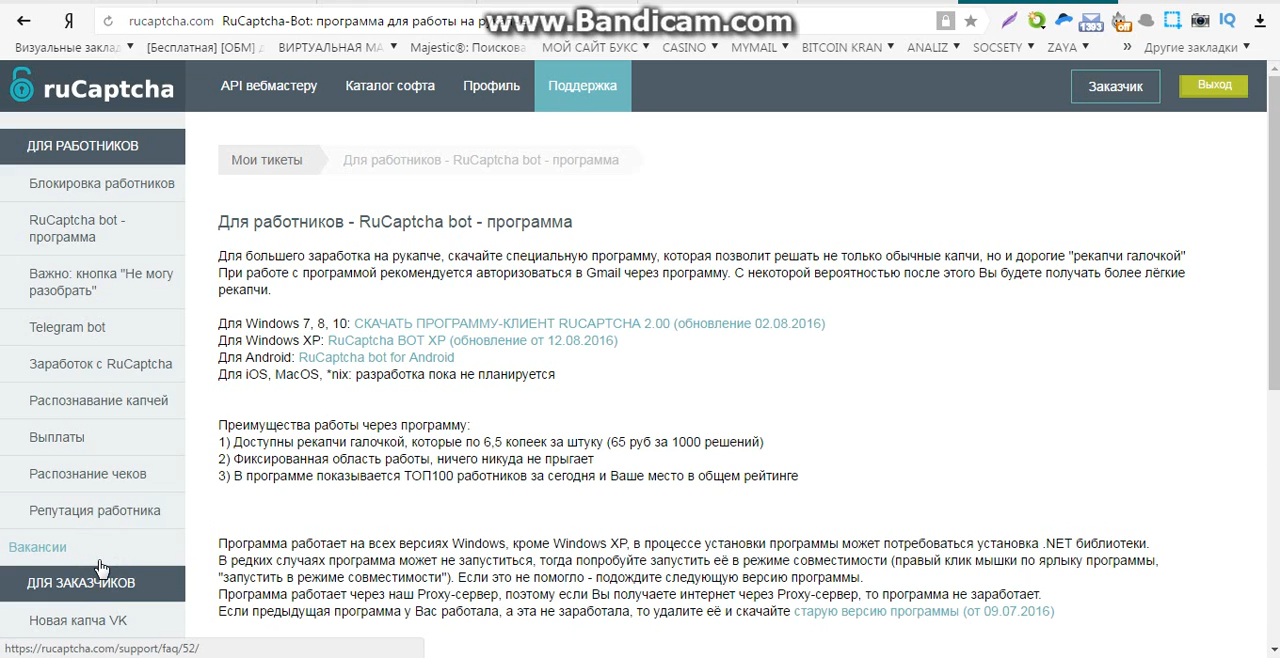 rucaptcha.com RuCaptcha-Bot: программа для работы на
www.Bandicam.com
1393
off
IQ
Визуальные заклад
[Бесплатная] [ОБМ]
ВИРТУАЛЬНАЯ МА
Majestic®: Поискова
МОЙ САЙТ БУКС
CASINO
MYMAIL
BITCOIN KRAN
ANALIZ
SOCSETY
ZAYA
»
Другие закладки
ruCaptcha
API вебмастеру
Каталог софта
Профиль
Поддержка
Заказчик
Выход
ДЛЯ РАБОТНИКОВ
Блокировка работников
RuCaptcha bot -
программа
Важно: кнопка "Не могу
разобрать"
Telegram bot
Заработок с RuCaptcha
Распознавание капчей
Выплаты
Распознание чеков
Репутация работника
Вакансии
ДЛЯ ЗАКАЗЧИКОВ
Новая капча VK
https://rucaptcha.com/support/faq/52/
Мои тикеты
Для работников - RuCaptcha bot - программа
Для работников - RuCaptcha bot - программа
Для большего заработка на рукапче, скачайте специальную программу, которая позволит решать не только обычные капчи, но и дорогие "рекапчи галочкой"
При работе с программой рекомендуется авторизоваться в Gmail через программу. С некоторой вероятностью после этого Вы будете получать более лёгкие
рекапчи.
Для Windows 7, 8, 10: СКАЧАТЬ ПРОГРАММУ-КЛИЕНТ RUCAPTCHA 2.00 (обновление 02.08.2016)
Для Windows XP: RuCaptcha BOT XP (обновление от 12.08.2016)
Для Android: RuCaptcha bot for Android
Для iOS, MacOS, *nix: разработка пока не планируется
Преимущества работы через программу:
1) Доступны рекапчи галочкой, которые по 6,5 копеек за штуку (65 руб за 1000 решений)
2) Фиксированная область работы, ничего никуда не прыгает
3) В программе показывается ТОП100 работников за сегодня и Ваше место в общем рейтинге
Программа работает на всех версиях Windows, кроме Windows XP, в процессе установки программы может потребоваться установка .NET библиотеки.
В редких случаях программа может не запуститься, тогда попробуйте запустить её в режиме совместимости (правый клик мышки по ярлыку программы,
"запустить в режиме совместимости"). Если это не помогло - подождите следующую версию программы.
Программа работает через наш Proxy-сервер, поэтому если Вы получаете интернет через Proxy-сервер, то программа не заработает.
Если предыдущая программа у Вас работала, а эта не заработала, то удалите её и скачайте старую версию программы (от 09.07.2016)